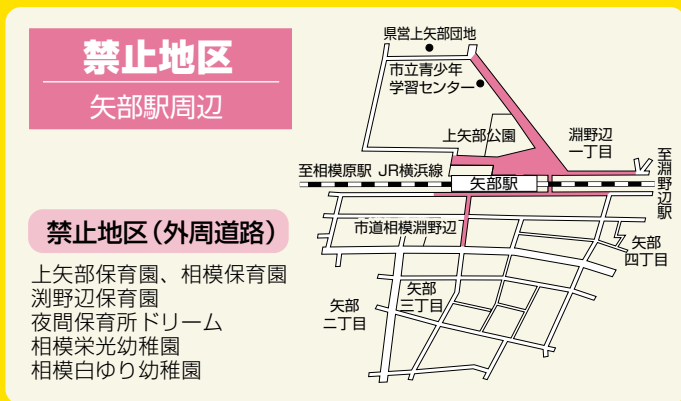 禁止地区
矢部駅周辺
禁止地区(外周道路)
上矢部保育園、相模保育園
渕野辺保育園
夜間保育所ドリーム
相模栄光幼稚園
相模白ゆり幼稚園
県営上矢部団地
市立青少年
学習センター
上矢部公園
淵野辺
一丁目
至相模原駅 JR横浜線
矢部駅
至淵野辺駅
市道相模淵野辺
矢部
四丁目
矢部
三丁目
矢部
二丁目